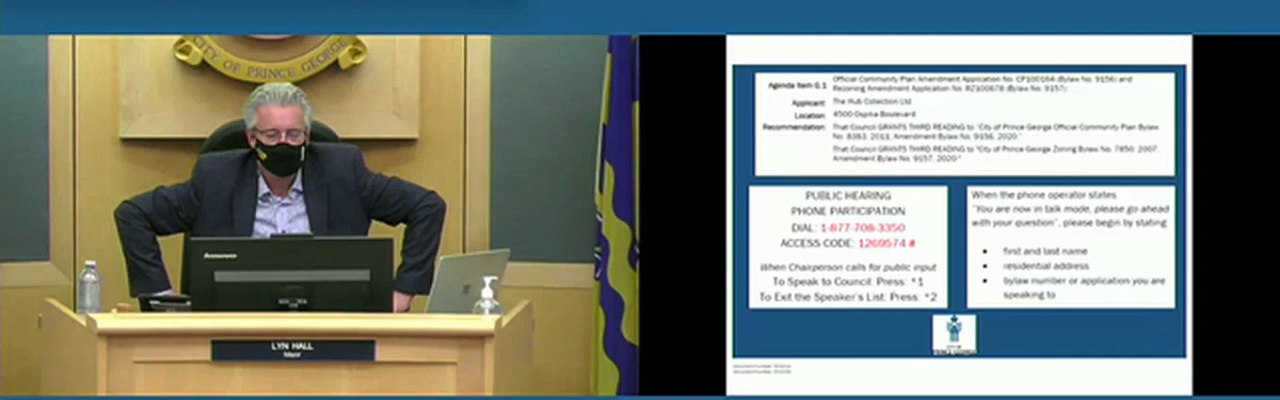 CITY OF PRINCE GEORGE
Lenovo
LYN HALL
Mayor
Agenda Item G.1
Official Community Plan Amendment Application No. CP100164 (Bylaw No. 9156) and
Rezoning Amendment Application No. RZ100678 (Bylaw No. 9157)
Applicant: The Hub Collection Ltd
Location: 4500 Ospika Boulevard
Recommendation: That Council GRANTS THIRD READING to "City of Prince George Official Community Plan Bylaw
No. 8383, 2011, Amendment Bylaw No. 9156, 2020."
That Council GRANTS THIRD READING to "City of Prince George Zoning Bylaw No. 7850, 2007,
Amendment Bylaw No. 9157, 2020."
PUBLIC HEARING
PHONE PARTICIPATION
DIAL: 1-877-708-3350
ACCESS CODE: 1269574 #
When Chairperson calls for public input
To Speak to Council: Press: *1
To Exit the Speaker's List: Press: *2
When the phone operator states
"You are now in talk mode, please go ahead
with your question", please begin by stating
• first and last name
• residential address
• bylaw number or application you are
speaking to
CITY OF
PRINCE GEORGE